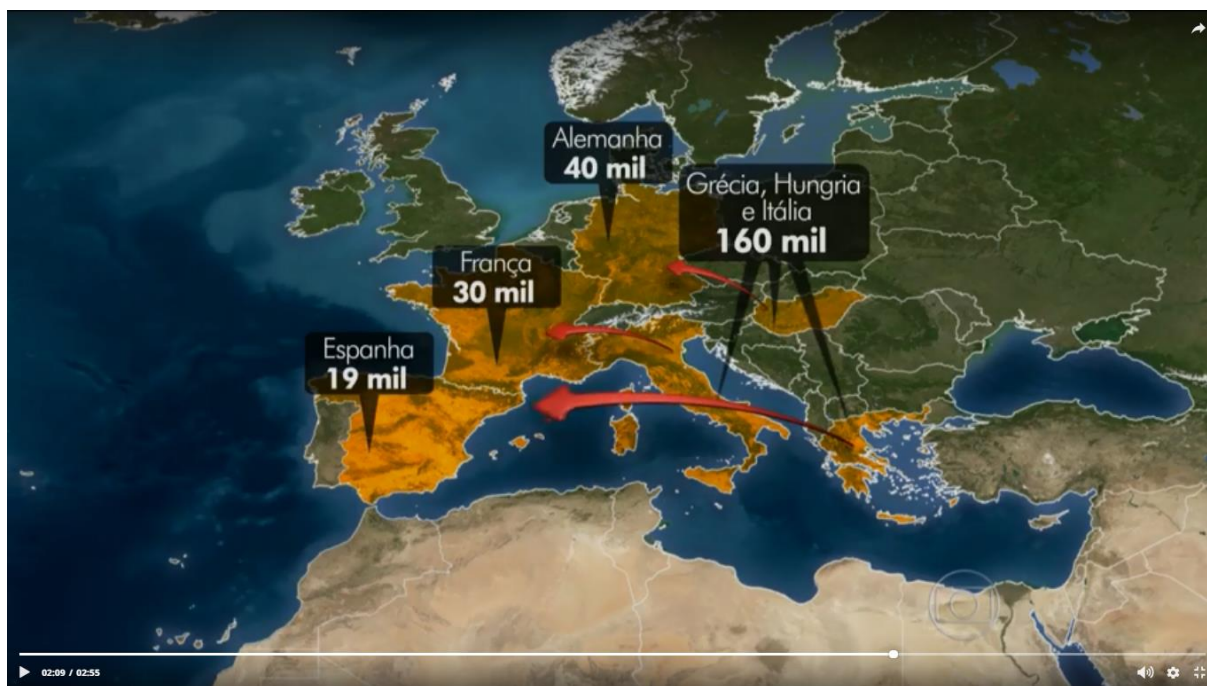 Alemanha
40 mil
Grécia, Hungria
e Itália
160 mil
França
30 mil
Espanha
19 mil
02:09 / 02:55